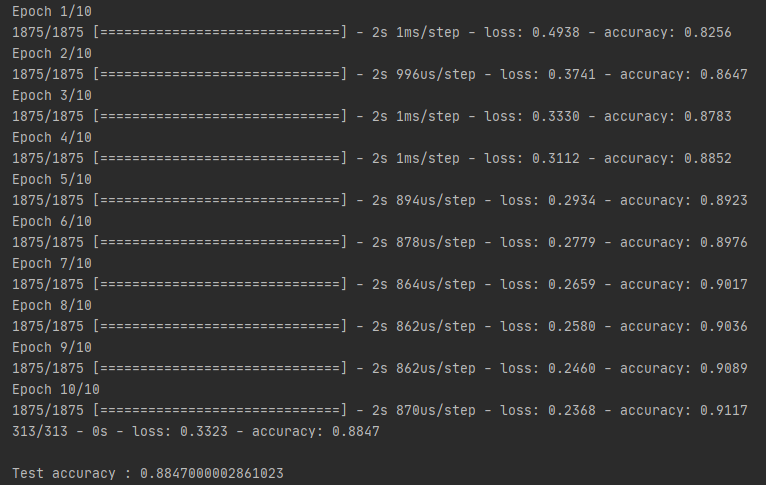 Epoch 1/10
1875/1875 [==============================] - 2s 1ms/step - loss: 0.4938 - accuracy: 0.8256
Epoch 2/10
1875/1875 [==============================] - 2s 996us/step - loss: 0.3741 - accuracy: 0.8647
Epoch 3/10
1875/1875 [==============================] - 2s 1ms/step - loss: 0.3330 - accuracy: 0.8783
Epoch 4/10
1875/1875 [==============================] - 2s 1ms/step - loss: 0.3112 - accuracy: 0.8852
Epoch 5/10
1875/1875 [==============================] - 2s 894us/step - loss: 0.2934 - accuracy: 0.8923
Epoch 6/10
1875/1875 [==============================] - 2s 878us/step - loss: 0.2779 - accuracy: 0.8976
Epoch 7/10
1875/1875 [==============================] - 2s 864us/step - loss: 0.2659 - accuracy: 0.9017
Epoch 8/10
1875/1875 [==============================] - 2s 862us/step - loss: 0.2580 - accuracy: 0.9036
Epoch 9/10
1875/1875 [==============================] - 2s 862us/step - loss: 0.2460 - accuracy: 0.9089
Epoch 10/10
1875/1875 [==============================] - 2s 870us/step - loss: 0.2368 - accuracy: 0.9117
313/313 - 0s - loss: 0.3323 - accuracy: 0.8847
Test accuracy : 0.8847000002861023